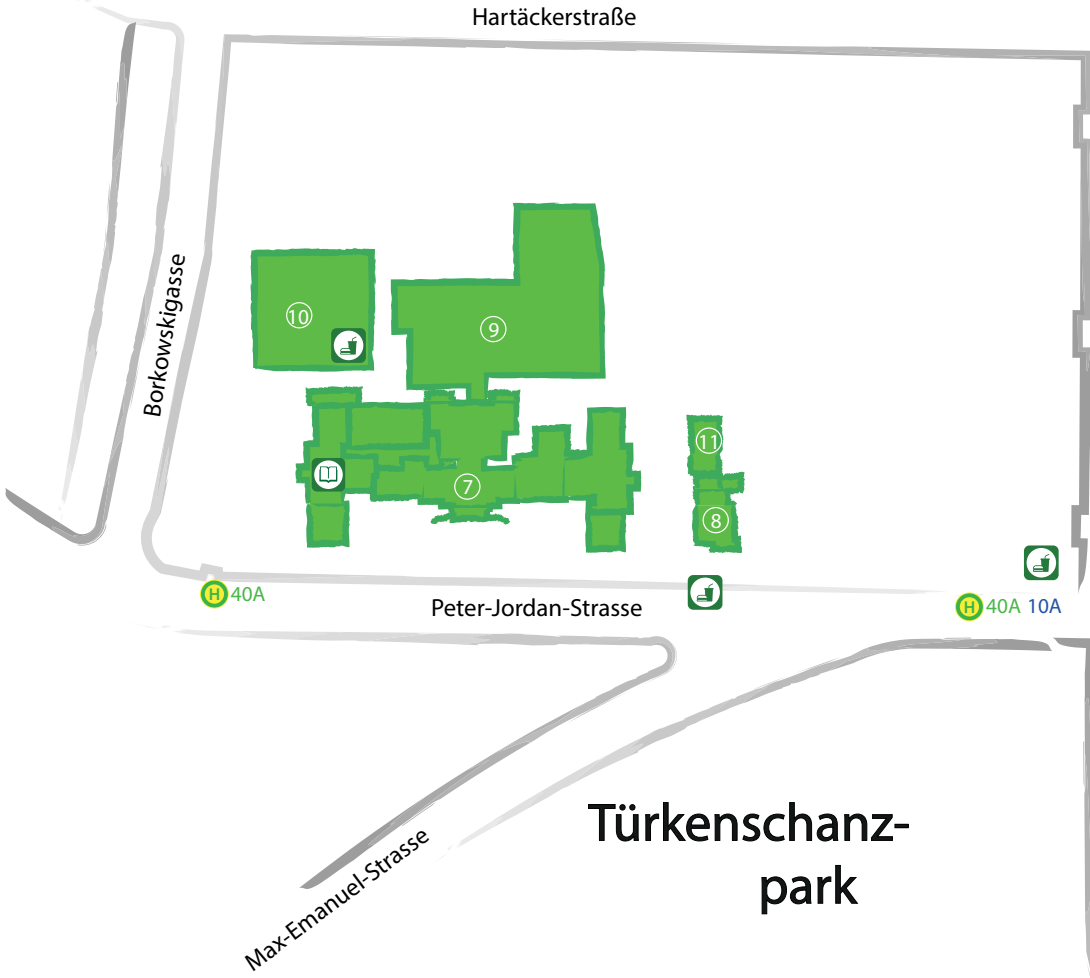 Hartäckerstraße
Borkowskigasse
10
9
11
7
8
H 40A
Peter-Jordan-Strasse
H 40A 10A
Türkenschanz-
park
Max-Emanuel-Strasse